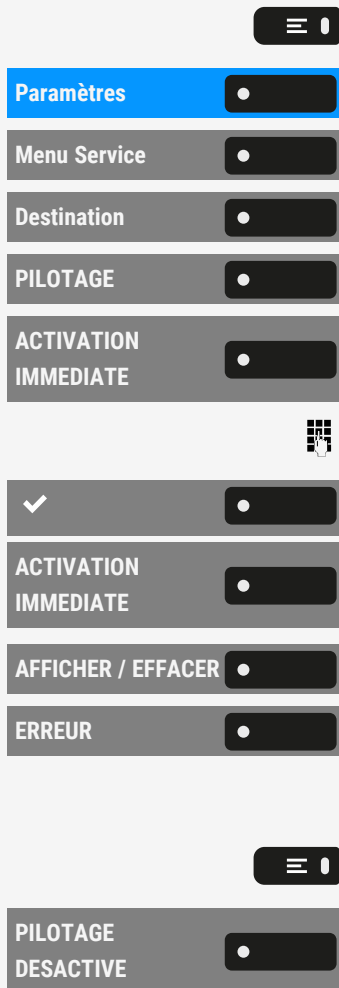 Paramètres
Menu Service
Destination
PILOTAGE
ACTIVATION
IMMEDIATE
ACTIVATION
IMMEDIATE
AFFICHER / EFFACER
ERREUR
PILOTAGE
DESACTIVE